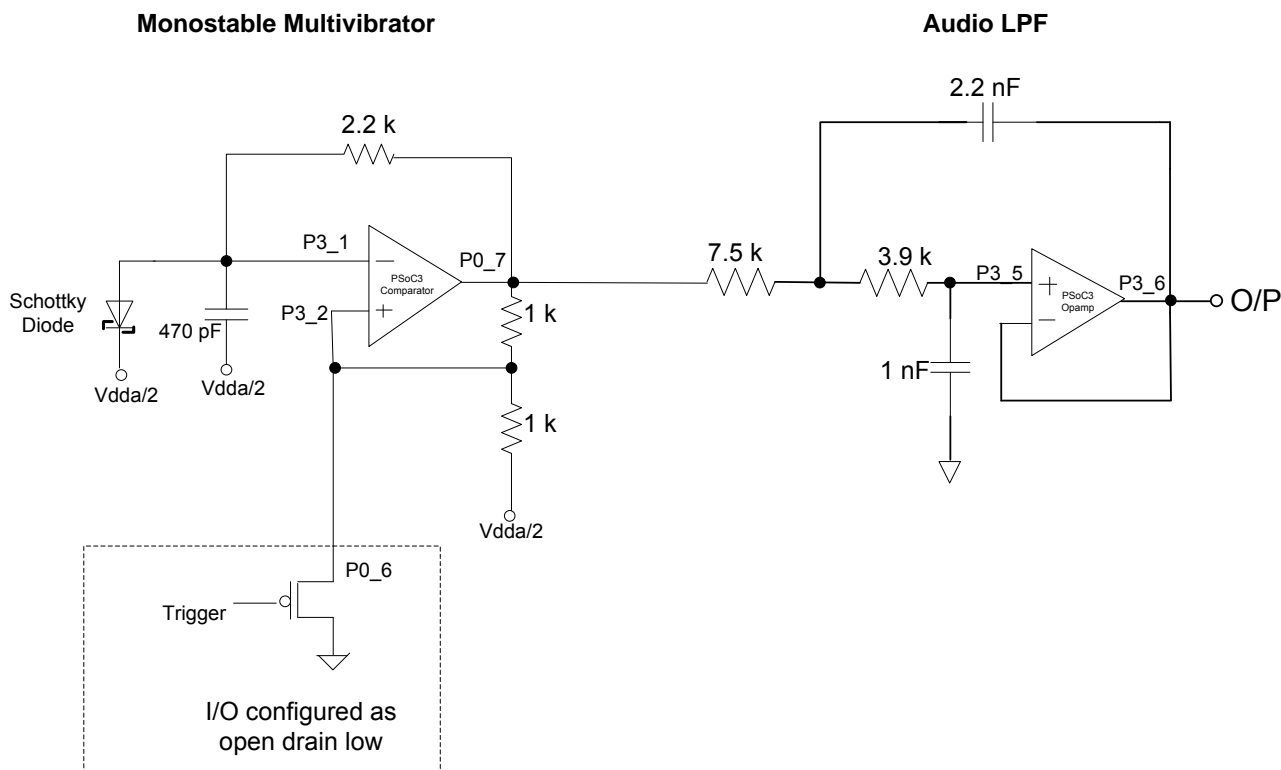 Monostable Multivibrator
Audio LPF
2.2 nF
2.2 k
P3_1
P0_7
PSoC3
Comparator
7.5 k
3.9 k
P3_5
PSoC3
Opamp
P3_6
O/P
Schottky
Diode
470 pF
P3_2
1 k
1 nF
Vdda/2
Vdda/2
1 k
Vdda/2
P0_6
Trigger
I/O configured as
open drain low